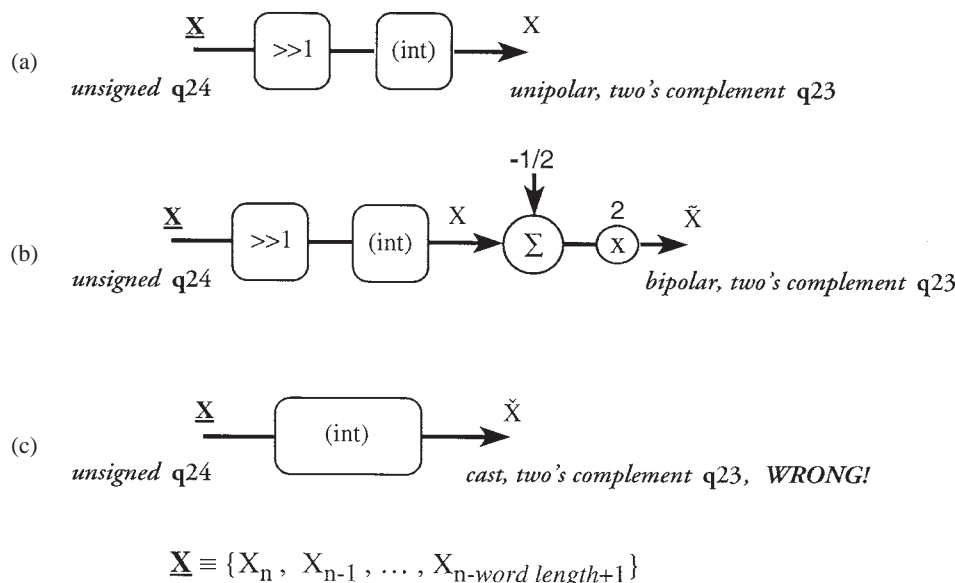 X X
(a) >>1 (int)
unsigned q24 unipolar, two's complement q23
-1/2
X X 2 X̃
(b) >>1 (int) Σ X
unsigned q24 bipolar, two's complement q23
X X̌
(c) (int)
unsigned q24 cast, two's complement q23, WRONG!
X ≡ {Xn , Xn-1 , … , Xn-word length+1}